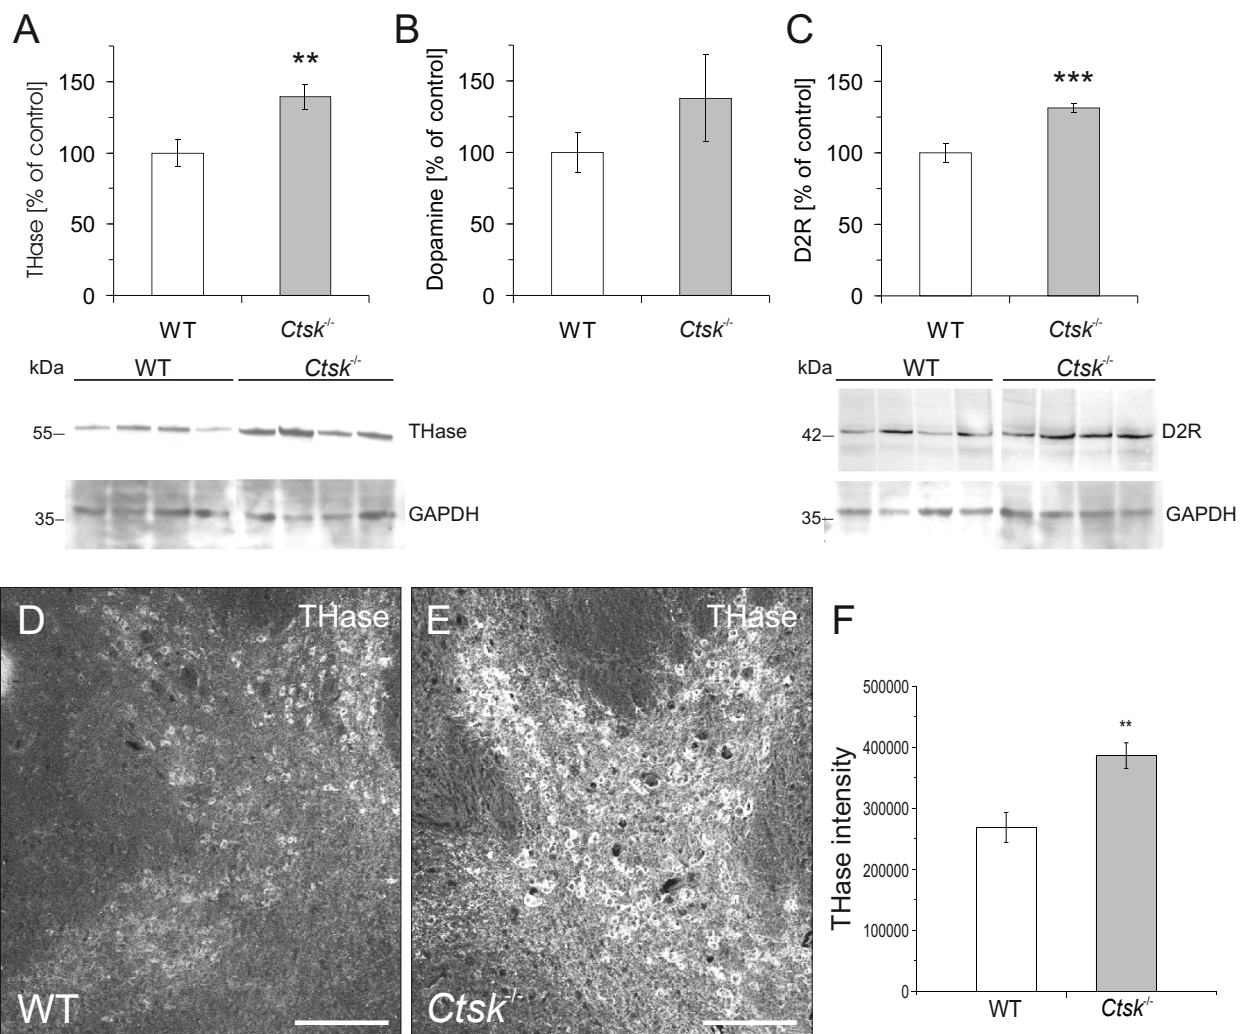 A
THase [% of control]
150
100
50
0
**
WT
Ctsk-/-
kDa
WT
Ctsk-/-
55
THase
35
GAPDH
B
Dopamine [% of control]
150
100
50
0
WT
Ctsk-/-
C
D2R [% of control]
150
100
50
0
***
WT
Ctsk-/-
kDa
WT
Ctsk-/-
42
D2R
35
GAPDH
D
THase
WT
E
THase
Ctsk-/-
F
THase intensity
500000
400000
300000
200000
100000
0
**
WT
Ctsk-/-